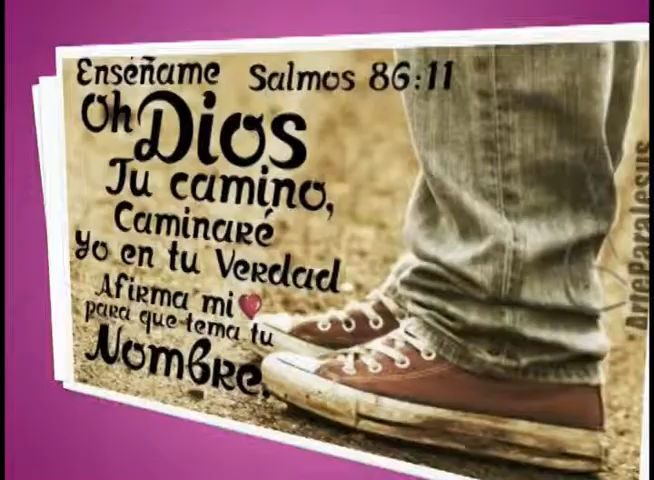 Enséñame Salmos 86:11
Oh Dios
Tu camino,
Caminaré
yo en tu Verdad
Afirma mi ❤
para que tema tu
Nombre.
ArteParaJesus